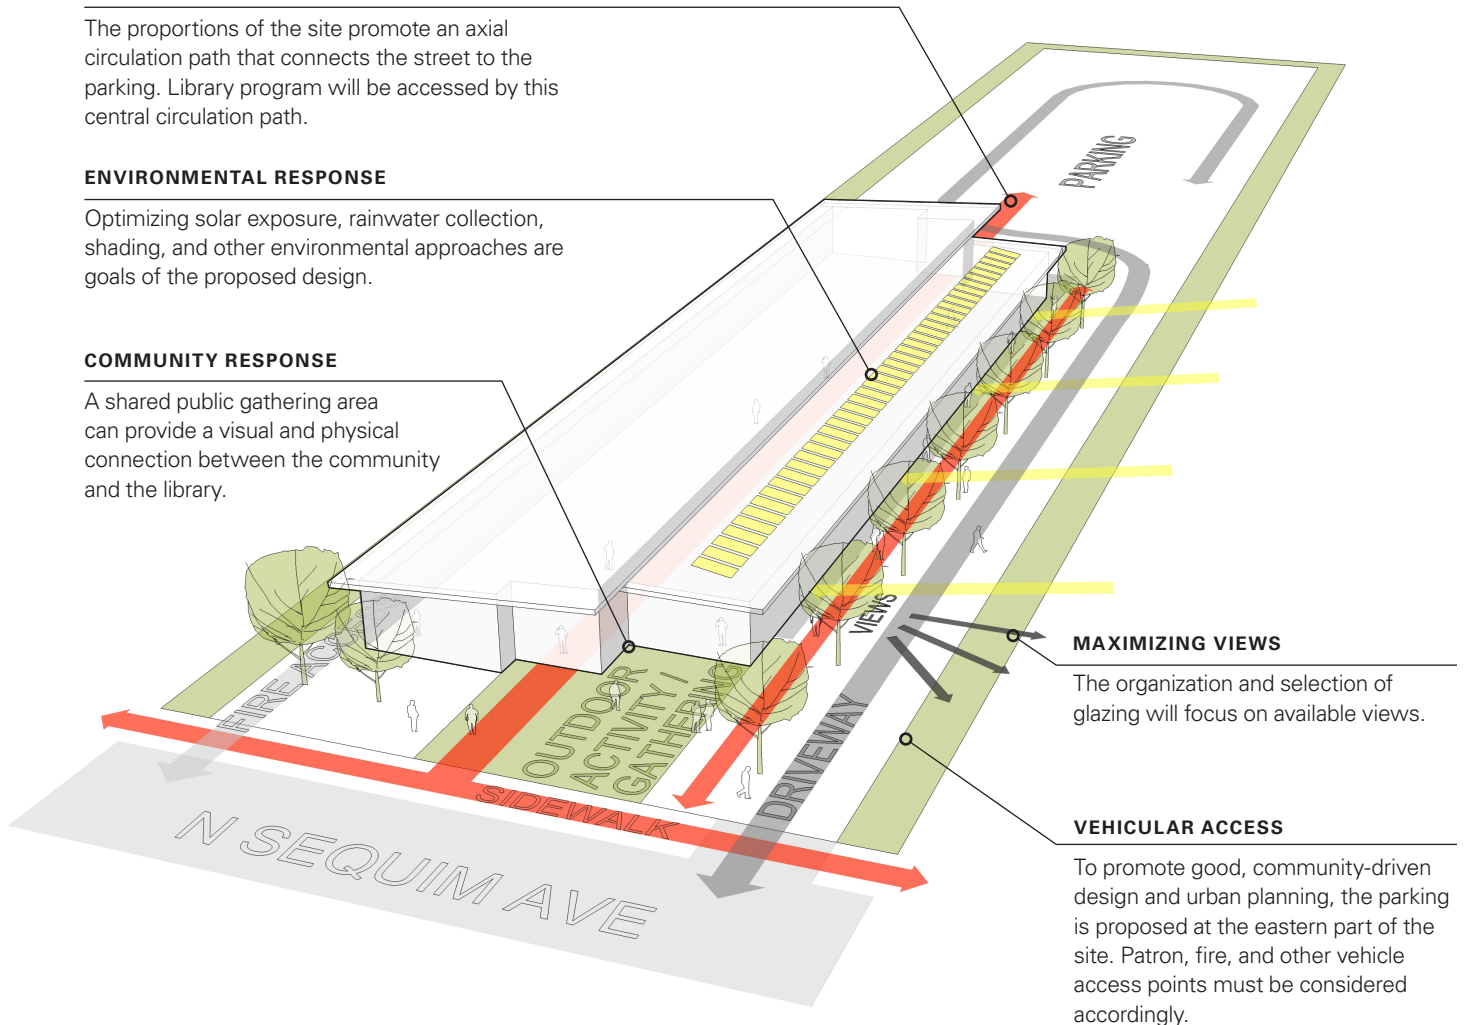 The proportions of the site promote an axial
circulation path that connects the street to the
parking. Library program will be accessed by this
central circulation path.
ENVIRONMENTAL RESPONSE
Optimizing solar exposure, rainwater collection,
shading, and other environmental approaches are
goals of the proposed design.
COMMUNITY RESPONSE
A shared public gathering area
can provide a visual and physical
connection between the community
and the library.
PARKING
VIEWS
FIRE
OUTDOOR
ACTIVITY /
GATHERING
DRIVEWAY
SIDEWALK
N SEQUIM AVE
MAXIMIZING VIEWS
The organization and selection of
glazing will focus on available views.
VEHICULAR ACCESS
To promote good, community-driven
design and urban planning, the parking
is proposed at the eastern part of the
site. Patron, fire, and other vehicle
access points must be considered
accordingly.